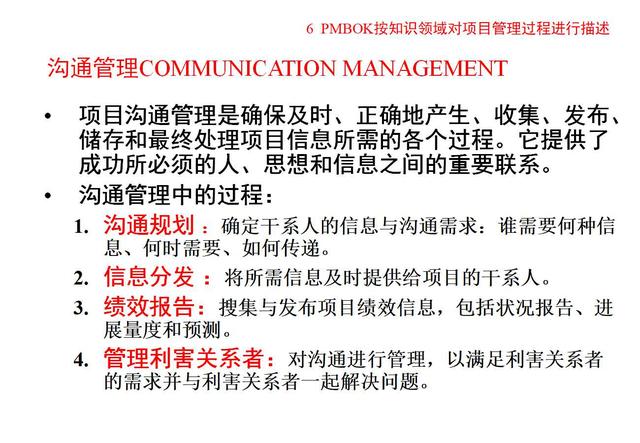 6 PMBOK按知识领域对项目管理过程进行描述
沟通管理COMMUNICATION MANAGEMENT
• 项目沟通管理是确保及时、正确地产生、收集、发布、
储存和最终处理项目信息所需的各个过程。它提供了
成功所必须的人、思想和信息之间的重要联系。
• 沟通管理中的过程：
1. 沟通规划 ：确定干系人的信息与沟通需求：谁需要何种信
息、何时需要、如何传递。
2. 信息分发 ：将所需信息及时提供给项目的干系人。
3. 绩效报告：搜集与发布项目绩效信息，包括状况报告、进
展量度和预测。
4. 管理利害关系者：对沟通进行管理，以满足利害关系者
的需求并与利害关系者一起解决问题。